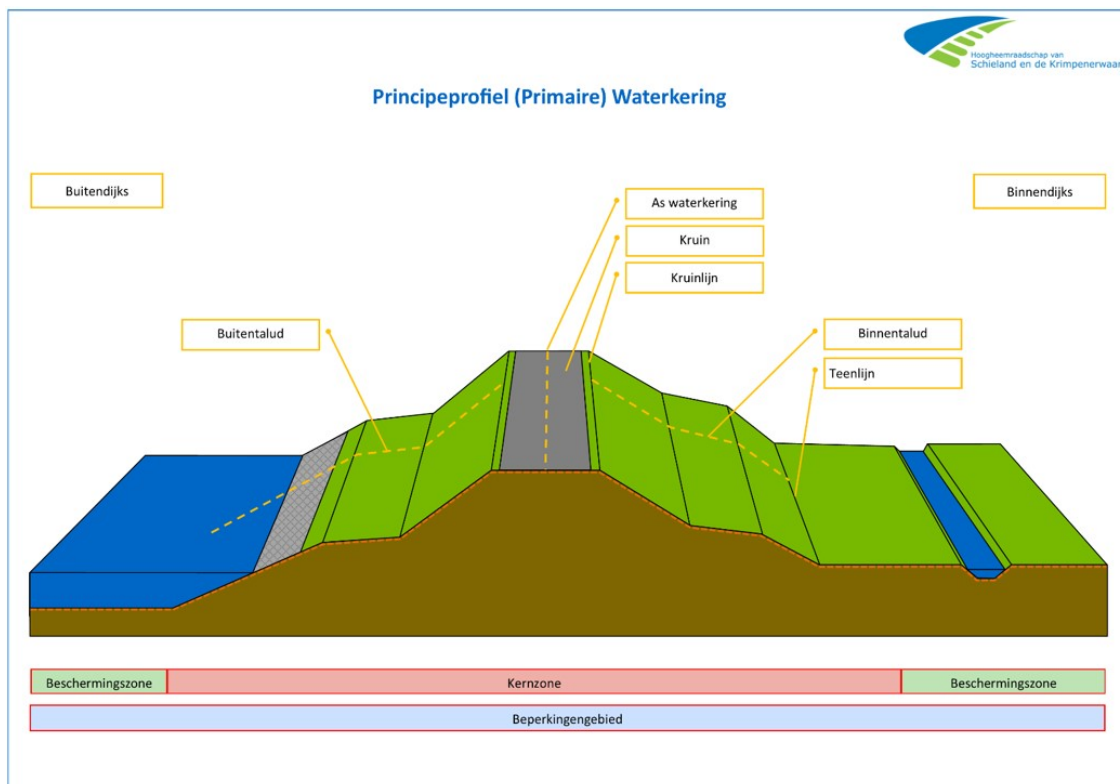 Hoogheemraadschap van
Schieland en de Krimpenerwaar
Principeprofiel (Primaire) Waterkering
Buitendijks
Binnendijks
As waterkering
Kruin
Kruinlijn
Buitentalud
Binnentalud
Teenlijn
Beschermingszone
Kernzone
Beschermingszone
Beperkingengebied